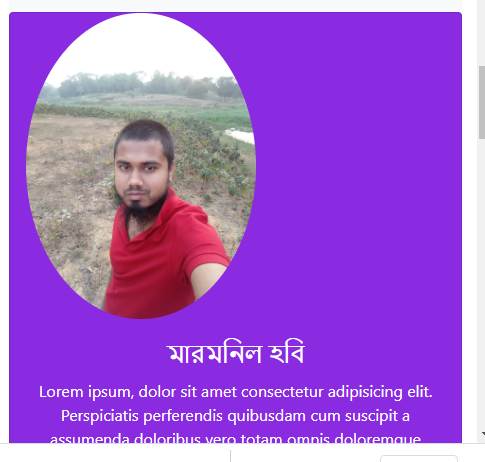 মারমনিল হবি
Lorem ipsum, dolor sit amet consectetur adipisicing elit.
Perspiciatis perferendis quibusdam cum suscipit a
assumenda doloribus vero totam omnis doloremque